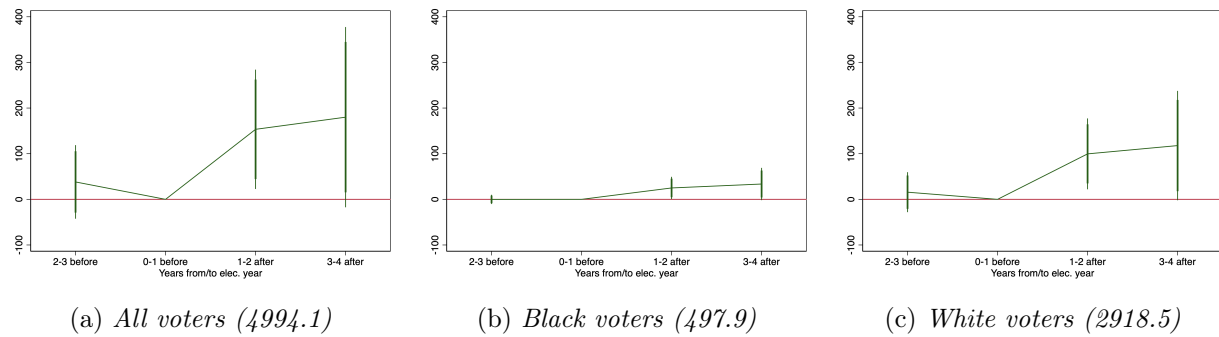 400
300
200
100
0
-100
2-3 before 0-1 before 1-2 after 3-4 after
Years from/to elec. year
(a) All voters (4994.1)
400
300
200
100
0
-100
2-3 before 0-1 before 1-2 after 3-4 after
Years from/to elec. year
(b) Black voters (497.9)
400
300
200
100
0
-100
2-3 before 0-1 before 1-2 after 3-4 after
Years from/to elec. year
(c) White voters (2918.5)